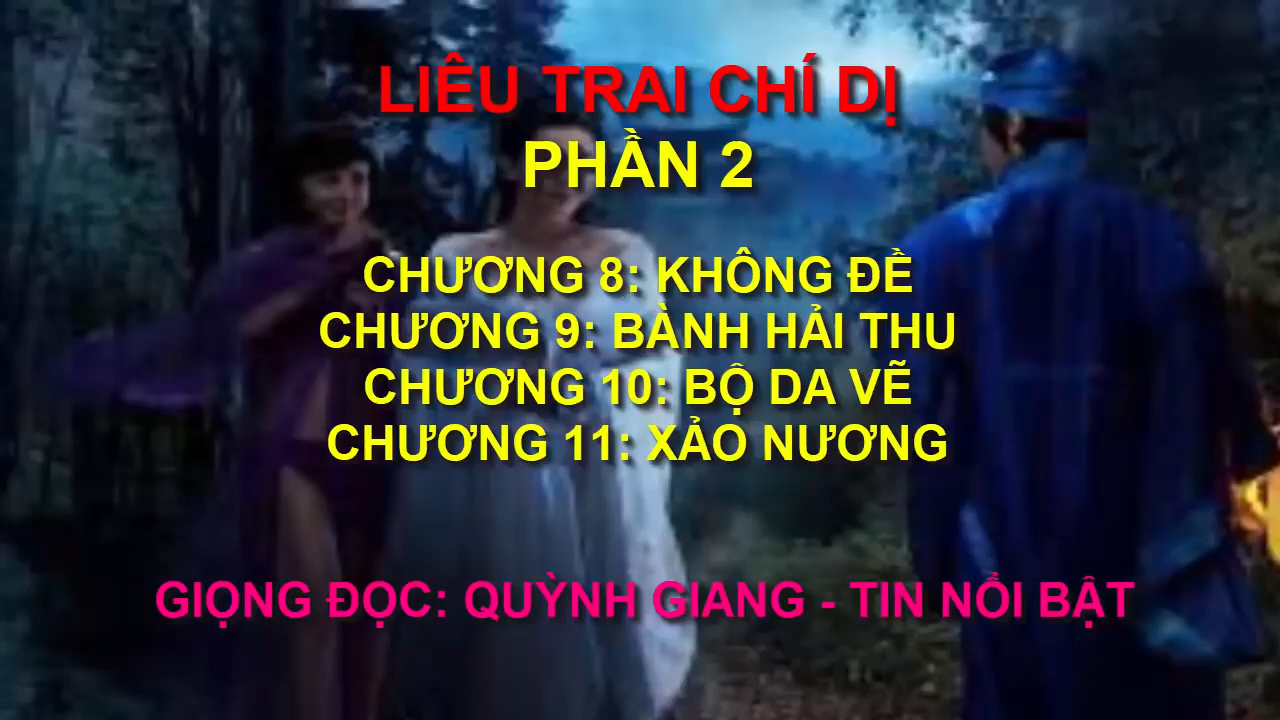 LIÊU TRAI CHÍ DỊ
PHẦN 2
CHƯƠNG 8: KHÔNG ĐỀ
CHƯƠNG 9: BÀNH HẢI THU
CHƯƠNG 10: BỘ DA VẼ
CHƯƠNG 11: XẢO NƯƠNG
GIỌNG ĐỌC: QUỲNH GIANG - TIN NỔI BẬT